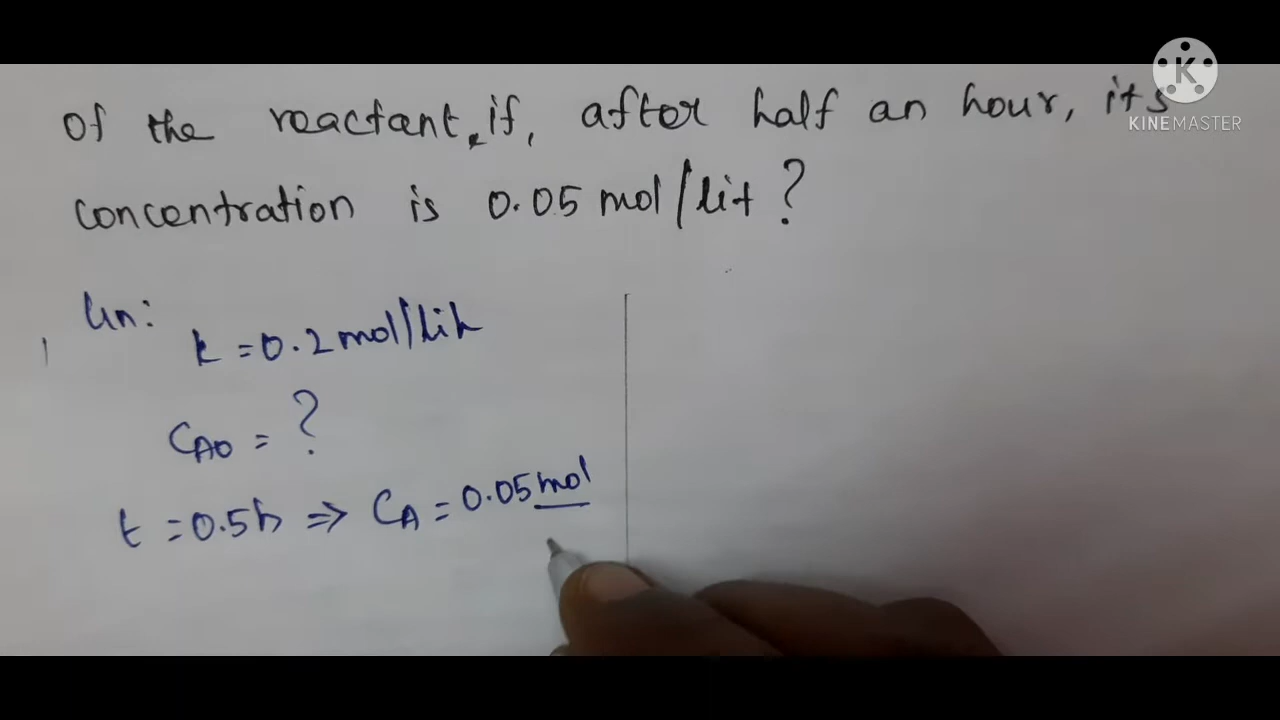 of the reactant, if, after half an hour, its
KINEMASTER
concentration is 0.05 mol/lit?
Gn:
k = 0.2 mol/lit h
CA0 = ?
t = 0.5h ⇒ CA = 0.05 mol